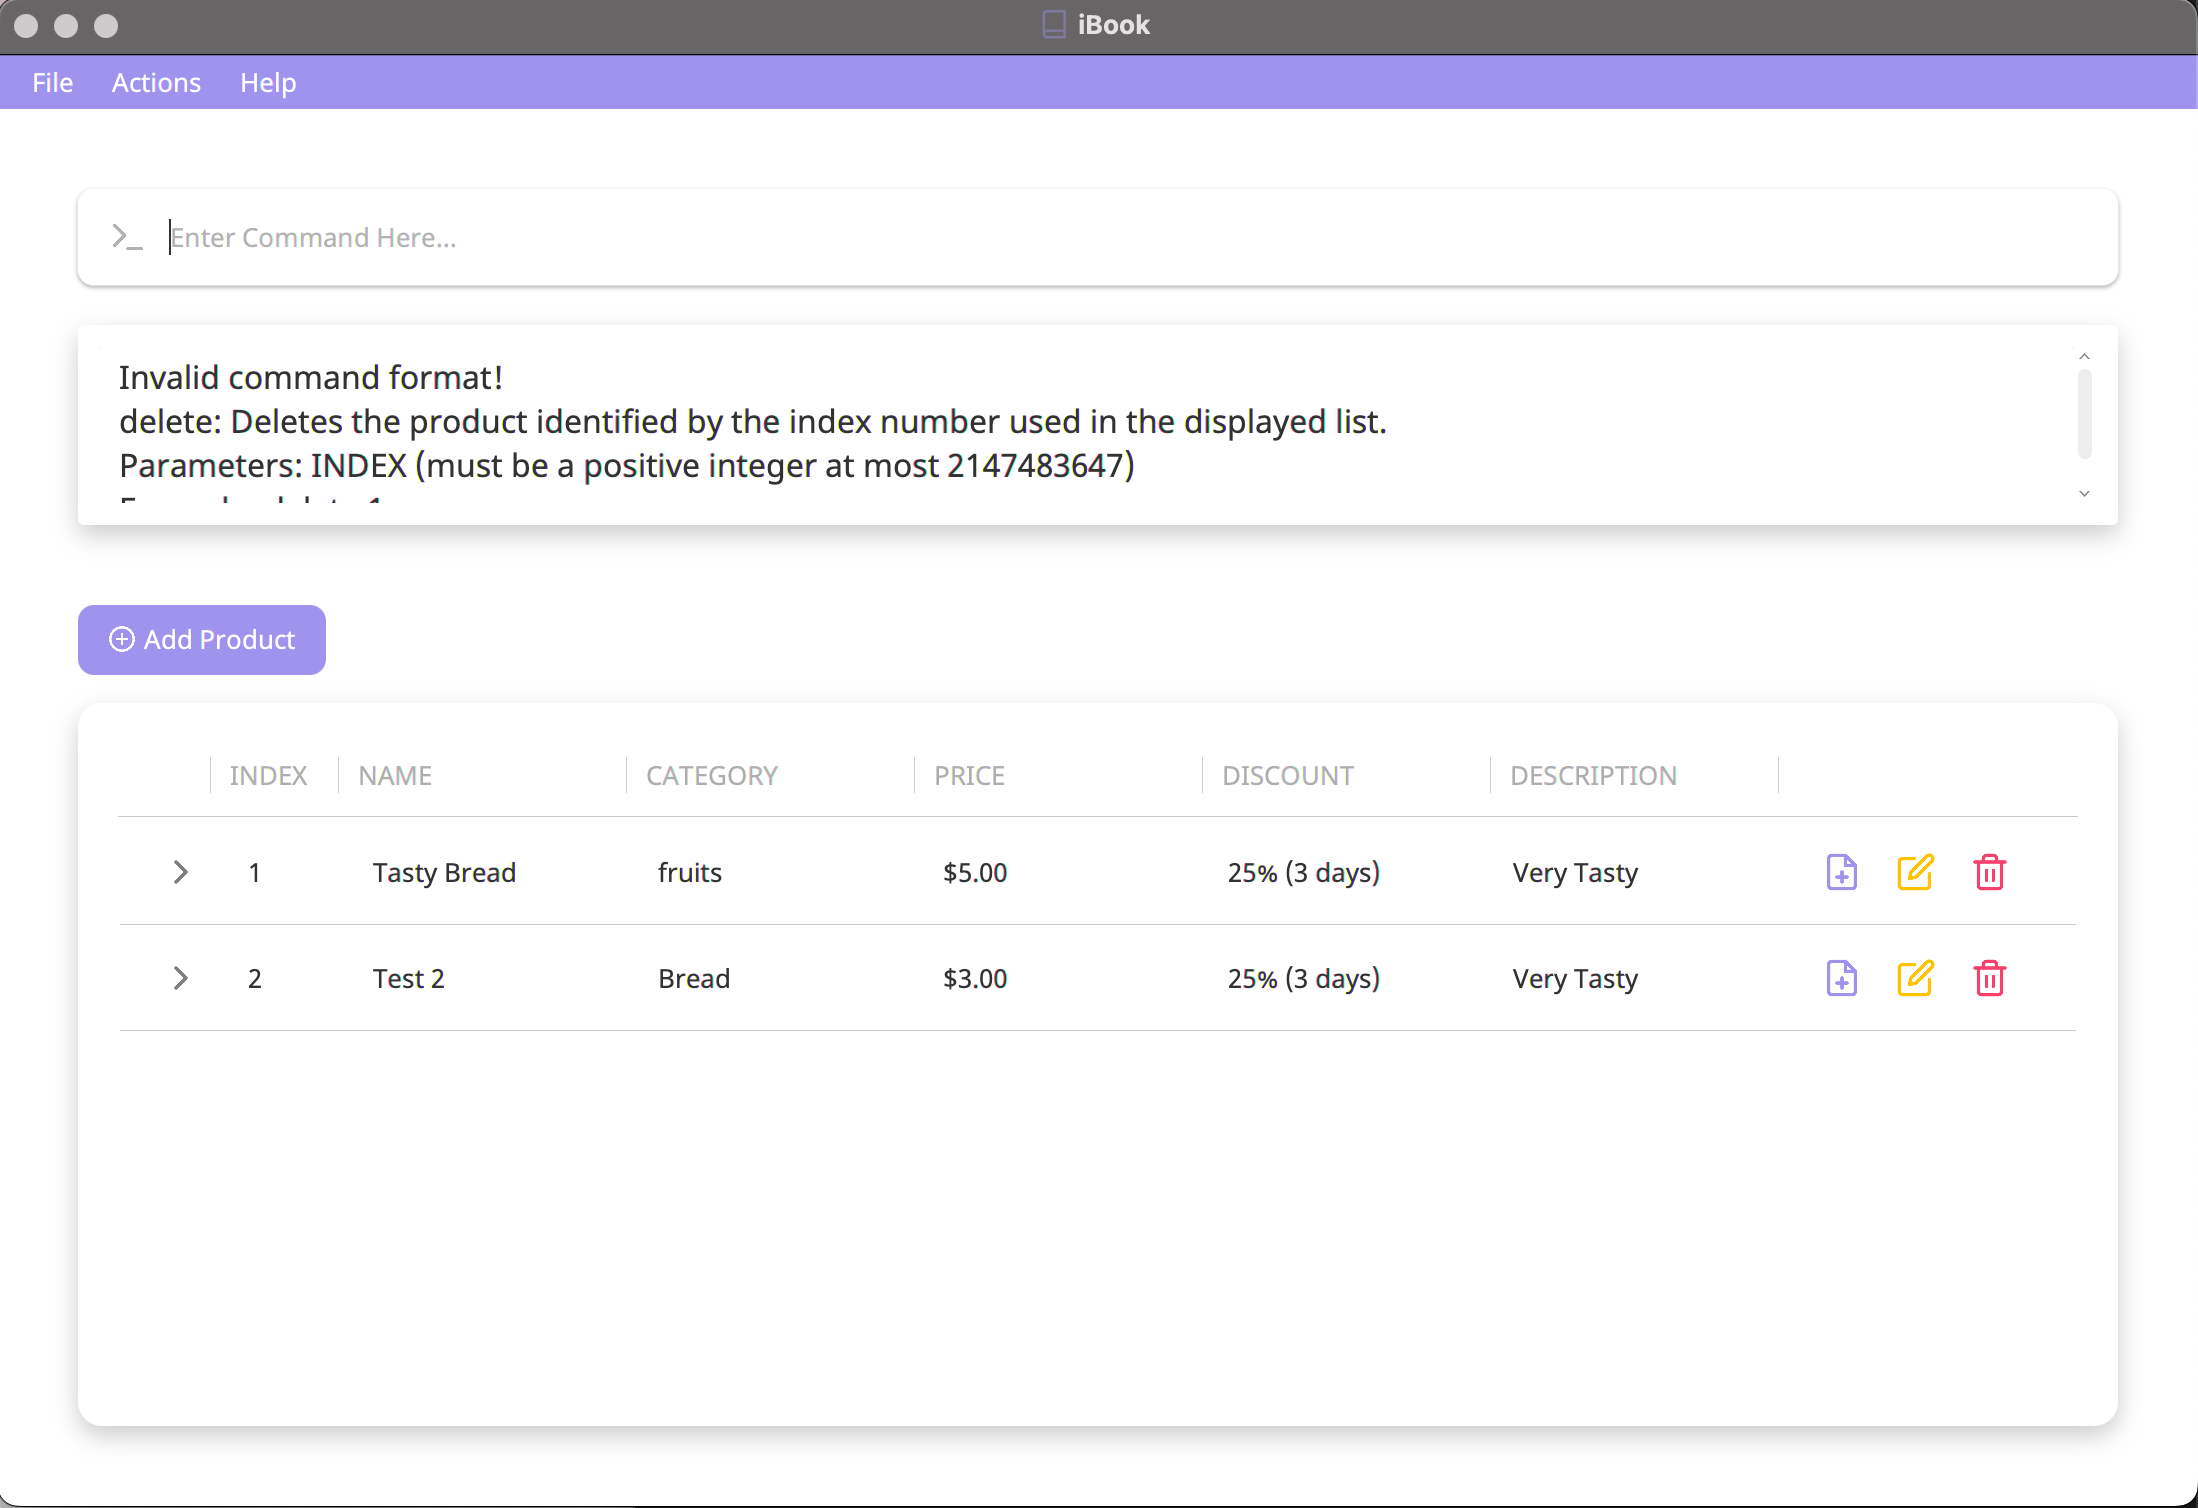 iBook
File Actions Help
Enter Command Here...
Invalid command format!
delete: Deletes the product identified by the index number used in the displayed list.
Parameters: INDEX (must be a positive integer at most 2147483647)
Add Product
INDEX NAME CATEGORY PRICE DISCOUNT DESCRIPTION
1 Tasty Bread fruits $5.00 25% (3 days) Very Tasty
2 Test 2 Bread $3.00 25% (3 days) Very Tasty